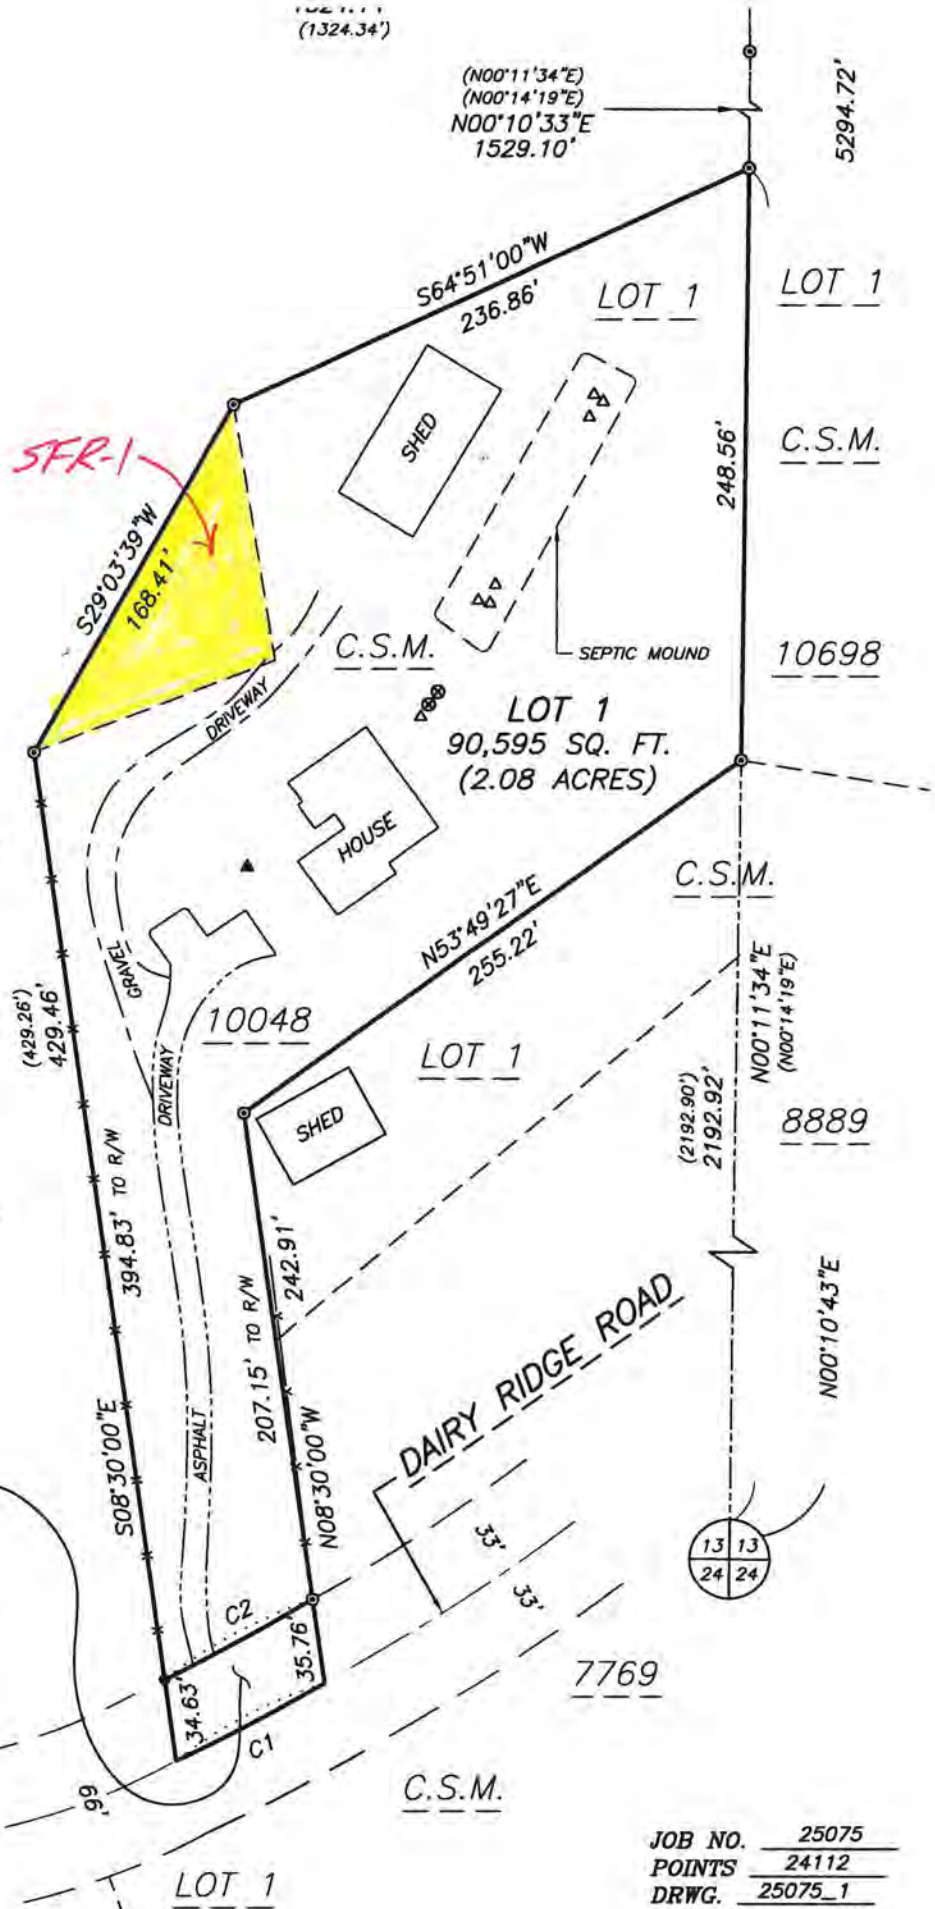 (1324.34')
(N00°11'34"E)
(N00°14'19"E)
N00°10'33"E
1529.10'
5294.72'
S64°51'00"W
236.86'
LOT 1
LOT 1
SHED
C.S.M.
248.56'
SFR-1
S29°03'39"W
168.41'
C.S.M.
SEPTIC MOUND
10698
DRIVEWAY
LOT 1
90,595 SQ. FT.
(2.08 ACRES)
HOUSE
C.S.M.
N53°49'27"E
255.22'
GRAVEL
(429.26')
429.46'
10048
N00°11'34"E
(N00°14'19"E)
LOT 1
DRIVEWAY
SHED
(2192.90')
2192.92'
8889
394.83' TO R/W
242.91'
207.15' TO R/W
DAIRY RIDGE ROAD
N00°10'43"E
S08°30'00"E
ASPHALT
N08°30'00"W
33'
33'
13 13
24 24
C2
35.76'
34.63'
C1
7769
66'
C.S.M.
LOT 1
JOB NO. 25075
POINTS 24112
DRWG. 25075_1